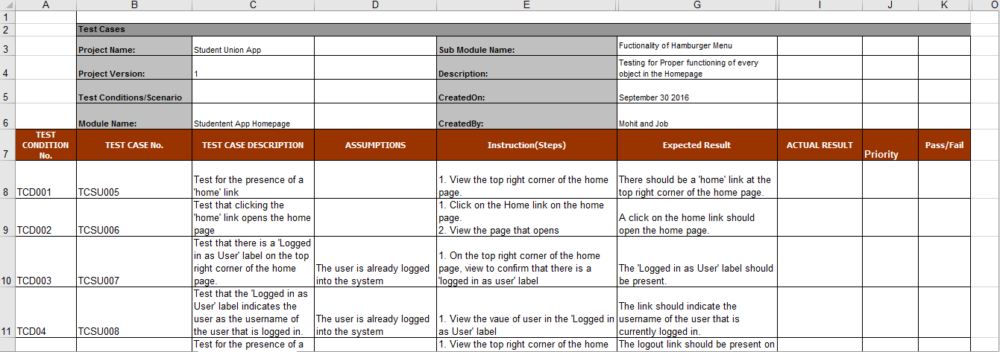 A B C D E G I J K O
1
2 Test Cases
3 Project Name: Student Union App Sub Module Name: Fuctionality of Hamburger Menu
4 Project Version: 1 Description: Testing for Proper functioning of every
object in the Homepage
5 Test Conditions/Scenario CreatedOn: September 30 2016
6 Module Name: Studentent App Homepage CreatedBy: Mohit and Job
7
TEST
CONDITION
No.
TEST CASE No.
TEST CASE DESCRIPTION
ASSUMPTIONS
Instruction(Steps)
Expected Result
ACTUAL RESULT
Priority
Pass/Fail
8 TCD001
TCSU005
Test for the presence of a
'home' link
1. View the top right corner of the home
page.
There should be a 'home' link at the
top right corner of the home page.
9 TCD002
TCSU006
Test that clicking the
'home' link opens the home
page
1. Click on the Home link on the home
page.
2. View the page that opens
A click on the home link should
open the home page.
10 TCD003
TCSU007
Test that there is a 'Logged
in as User' label on the top
right corner of the home
page.
The user is already logged
into the system
1. On the top right corner of the home
page, view to confirm that there is a
'logged in as user' label
The 'Logged in as User' label should
be present.
11 TCD04
TCSU008
Test that the 'Logged in as
User' label indicates the
user as the username of
the user that is logged in.
The user is already logged
into the system
1. View the vaue of user in the 'Logged in
as User' label
The link should indicate the
username of the user that is
currently logged in.
Test for the presence of a
1. View the top right corner of the home
The logout link should be present on